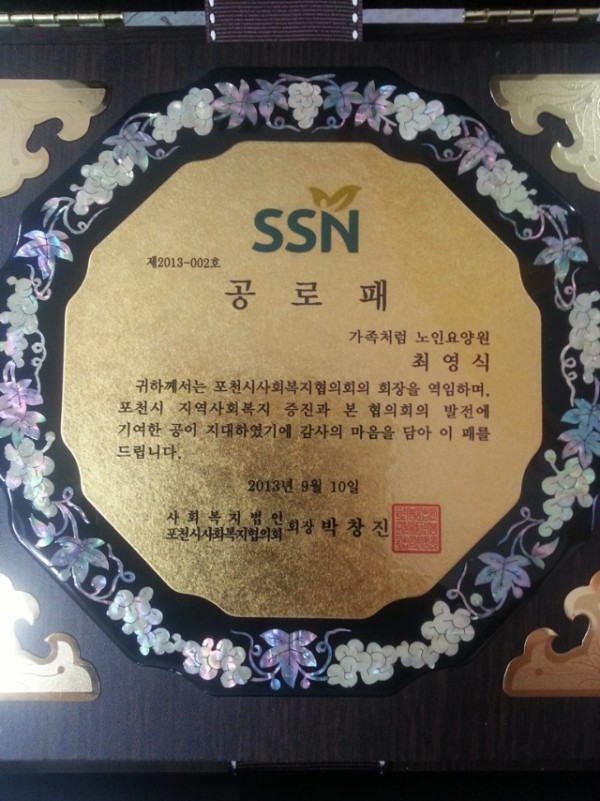 SSN
제2013-002호
공로패
가족처럼 노인요양원
최영식
귀하께서는 포천시사회복지협의회의 회장을 역임하며,
포천시 지역사회복지 증진과 본 협의회의 발전에
기여한 공이 지대하였기에 감사의 마음을 담아 이 패를
드립니다.
2013년 9월 10일
사회복지법인
포천시사회복지협의회 회장 박창진